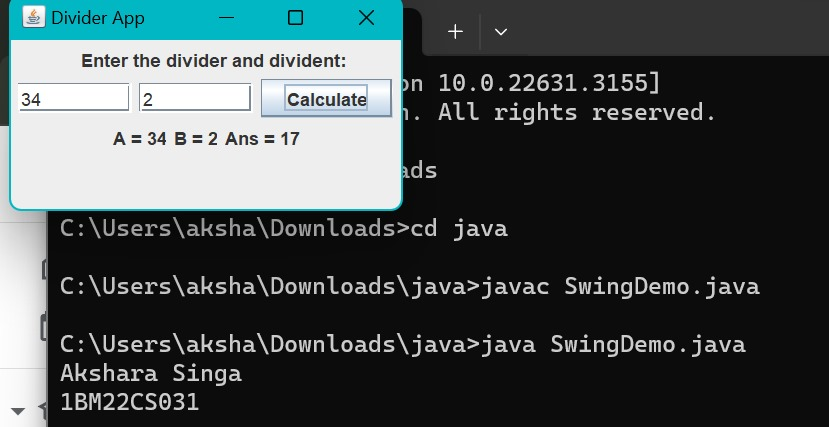 Divider App
Enter the divider and divident:
34 2 Calculate
A = 34 B = 2 Ans = 17
10.0.22631.3155]
All rights reserved.
C:\Users\aksha\Downloads>cd java
C:\Users\aksha\Downloads\java>javac SwingDemo.java
C:\Users\aksha\Downloads\java>java SwingDemo.java
Akshara Singa
1BM22CS031